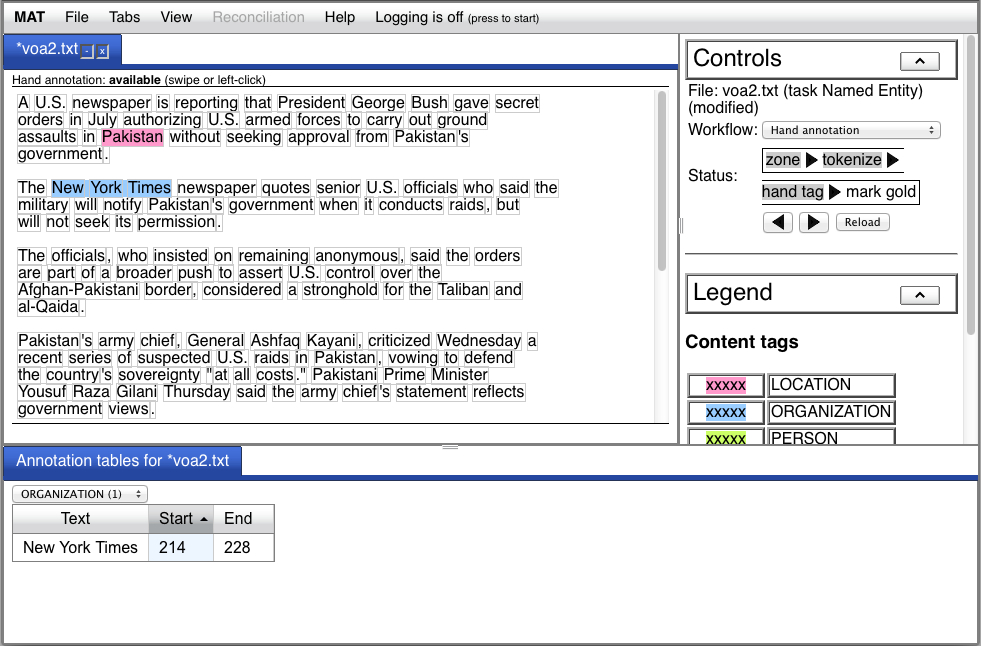 MAT File Tabs View Reconciliation Help Logging is off (press to start)
*voa2.txt - x
Hand annotation: available (swipe or left-click)
A U.S. newspaper is reporting that President George Bush gave secret
orders in July authorizing U.S. armed forces to carry out ground
assaults in Pakistan without seeking approval from Pakistan's
government.
The New York Times newspaper quotes senior U.S. officials who said the
military will notify Pakistan's government when it conducts raids, but
will not seek its permission.
The officials, who insisted on remaining anonymous, said the orders
are part of a broader push to assert U.S. control over the
Afghan-Pakistani border, considered a stronghold for the Taliban and
al-Qaida.
Pakistan's army chief, General Ashfaq Kayani, criticized Wednesday a
recent series of suspected U.S. raids in Pakistan, vowing to defend
the country's sovereignty "at all costs." Pakistani Prime Minister
Yousuf Raza Gilani Thursday said the army chief's statement reflects
government views.
Controls
File: voa2.txt (task Named Entity)
(modified)
Workflow: Hand annotation
Status: zone tokenize
hand tag mark gold
Reload
Legend
Content tags
xxxxx LOCATION
xxxxx ORGANIZATION
xxxxx PERSON
Annotation tables for *voa2.txt
ORGANIZATION (1)
Text Start End
New York Times 214 228